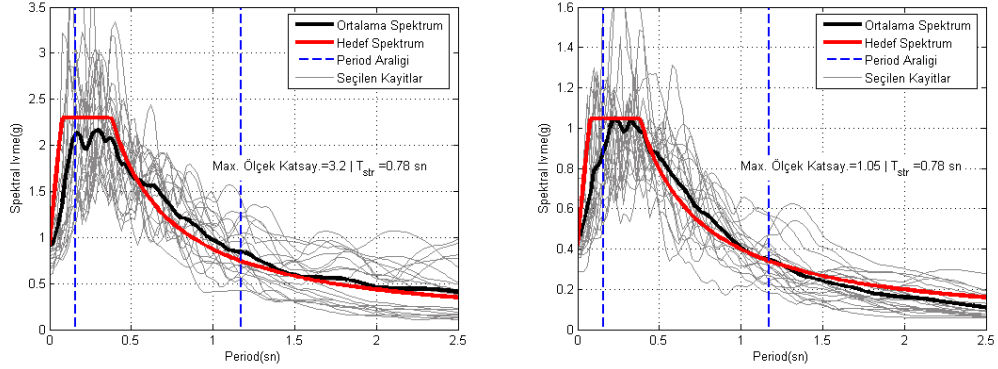 3.5
3
2.5
2
1.5
1
0.5
0
0 0.5 1 1.5 2 2.5
Spektral Ivme(g)
Period(sn)
Ortalama Spektrum
Hedef Spektrum
Period Araligi
Seçilen Kayitlar
Max. Ölçek Katsay.=3.2 | Tstr =0.78 sn
1.6
1.4
1.2
1
0.8
0.6
0.4
0.2
0
0 0.5 1 1.5 2 2.5
Spektral Ivme(g)
Period(sn)
Ortalama Spektrum
Hedef Spektrum
Period Araligi
Seçilen Kayitlar
Max. Ölçek Katsay.=1.05 | Tstr =0.78 sn